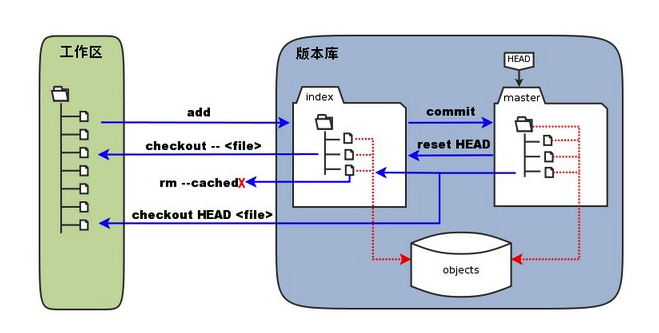 工作区
版本库
HEAD
index
master
add
commit
checkout -- <file>
reset HEAD
rm --cachedX
checkout HEAD <file>
objects